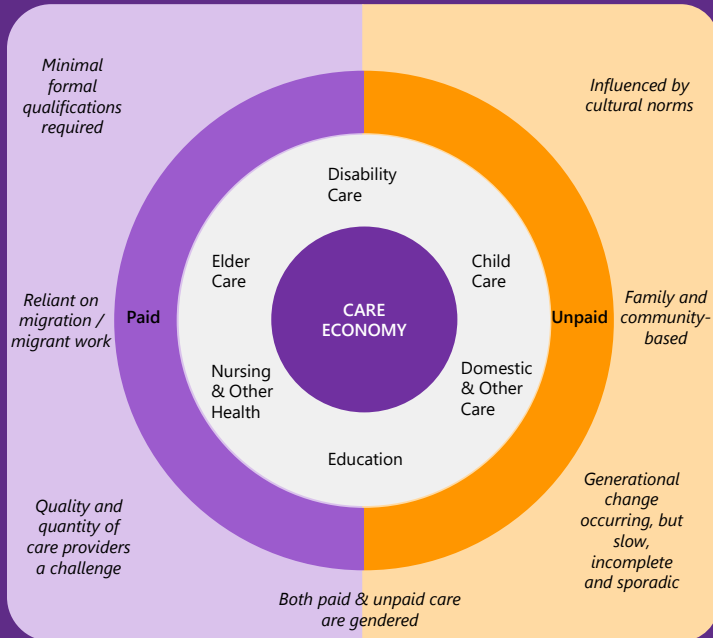 Minimal
formal
qualifications
required
Influenced by
cultural norms
Disability
Care
Elder
Care
Child
Care
CARE
ECONOMY
Reliant on
migration /
migrant work
Paid
Unpaid
Family and
community-
based
Nursing
& Other
Health
Domestic
& Other
Care
Education
Quality and
quantity of
care providers
a challenge
Generational
change
occurring, but
slow,
incomplete
and sporadic
Both paid & unpaid care
are gendered